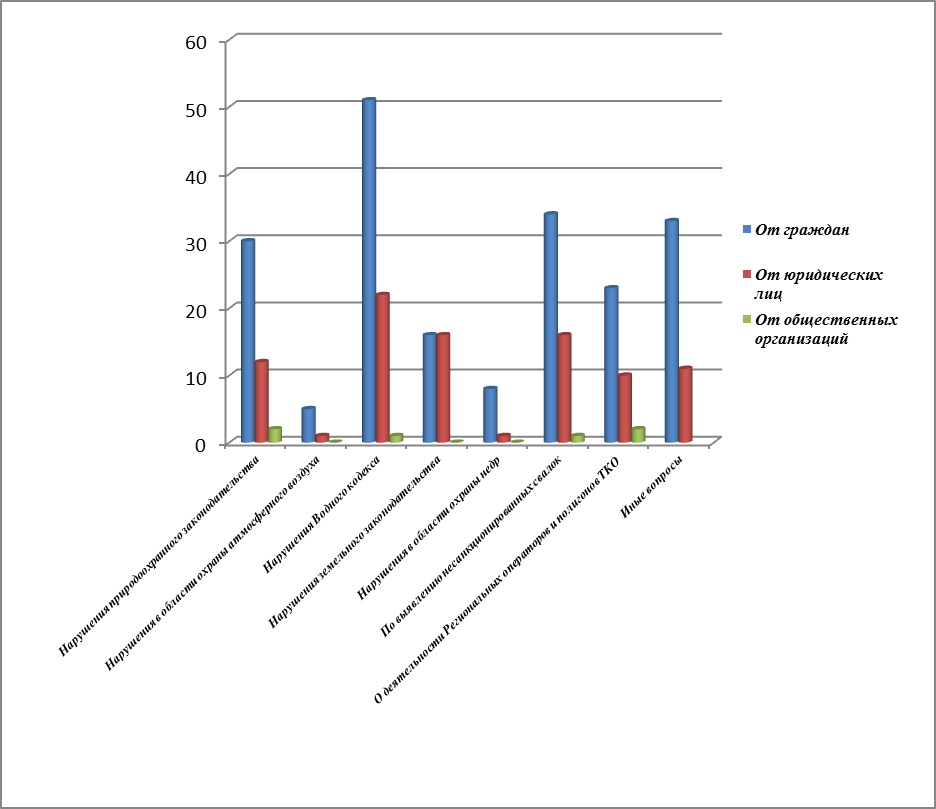 60
50
40
30
20
10
0
Нарушения природоохранного законодательства
Нарушения в области охраны атмосферного воздуха
Нарушения Водного кодекса
Нарушения земельного законодательства
Нарушения в области охраны недр
По выявлению несанкционированных свалок
О деятельности Региональных операторов и полигонов ТКО
Иные вопросы
От граждан
От юридических
лиц
От общественных
организаций